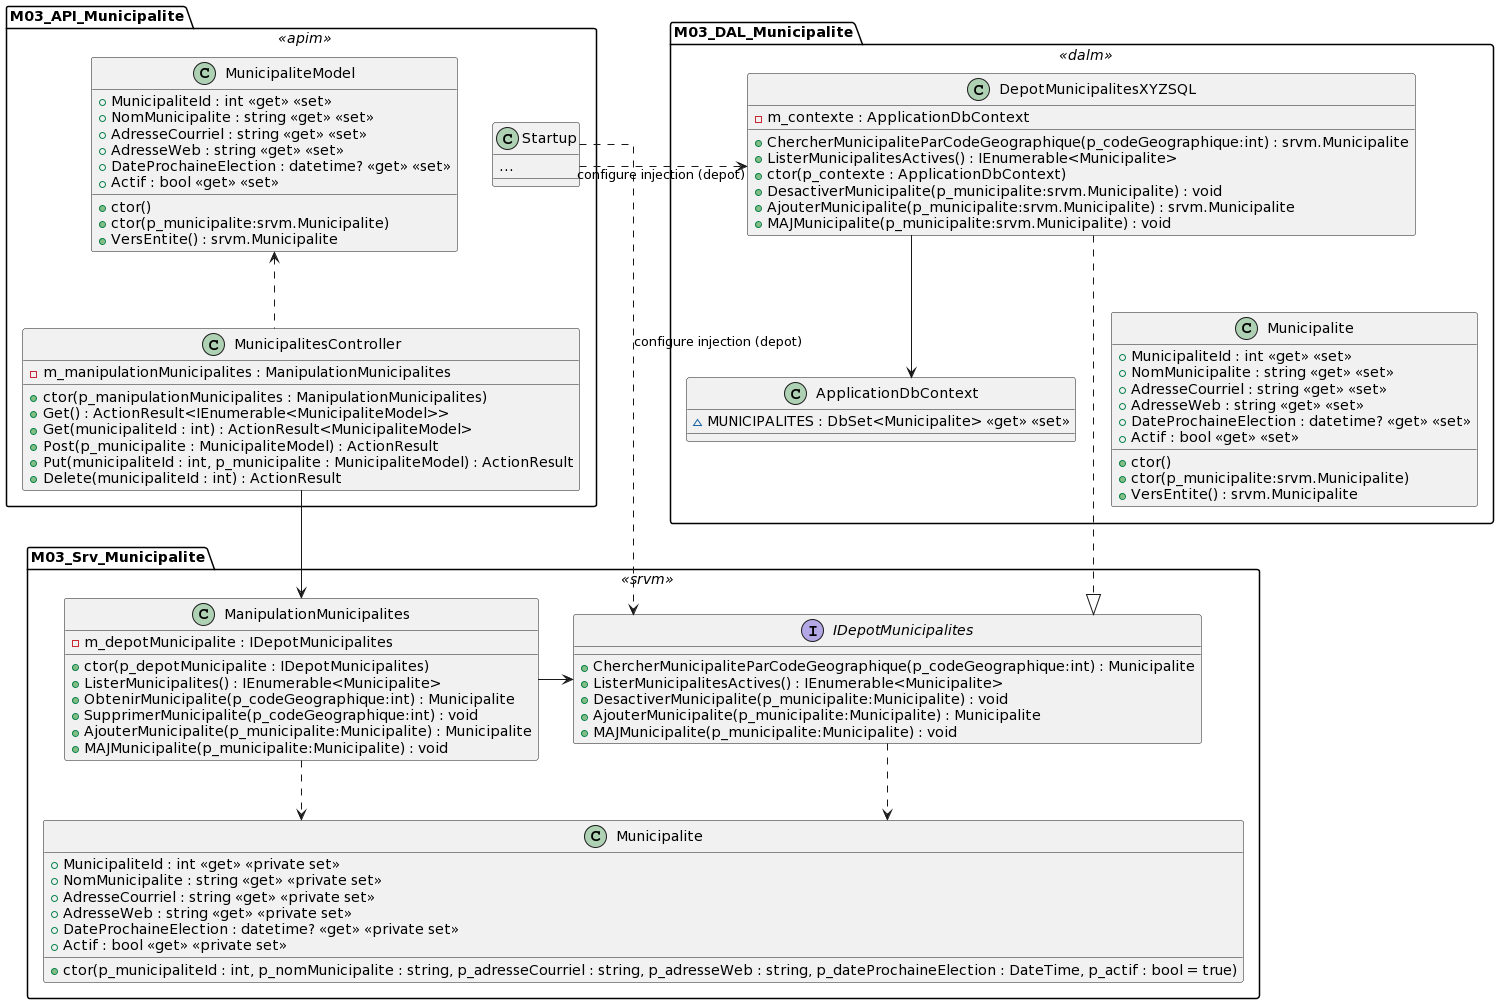 M03_API_Municipalite
«apim»
C MunicipaliteModel
MunicipaliteId : int «get» «set»
NomMunicipalite : string «get» «set»
AdresseCourriel : string «get» «set»
AdresseWeb : string «get» «set»
DateProchaineElection : datetime? «get» «set»
Actif : bool «get» «set»
ctor()
ctor(p_municipalite:srvm.Municipalite)
VersEntite() : srvm.Municipalite
C Startup
...
configure injection (depot)
configure injection (depot)
C MunicipalitesController
m_manipulationMunicipalites : ManipulationMunicipalites
ctor(p_manipulationMunicipalites : ManipulationMunicipalites)
Get() : ActionResult<IEnumerable<MunicipaliteModel>>
Get(municipaliteId : int) : ActionResult<MunicipaliteModel>
Post(p_municipalite : MunicipaliteModel) : ActionResult
Put(municipaliteId : int, p_municipalite : MunicipaliteModel) : ActionResult
Delete(municipaliteId : int) : ActionResult
M03_DAL_Municipalite
«dalm»
C DepotMunicipalitesXYZSQL
m_contexte : ApplicationDbContext
ChercherMunicipaliteParCodeGeographique(p_codeGeographique:int) : srvm.Municipalite
ListerMunicipalitesActives() : IEnumerable<Municipalite>
ctor(p_contexte : ApplicationDbContext)
DesactiverMunicipalite(p_municipalite:srvm.Municipalite) : void
AjouterMunicipalite(p_municipalite:srvm.Municipalite) : srvm.Municipalite
MAJMunicipalite(p_municipalite:srvm.Municipalite) : void
C ApplicationDbContext
MUNICIPALITES : DbSet<Municipalite> «get» «set»
C Municipalite
MunicipaliteId : int «get» «set»
NomMunicipalite : string «get» «set»
AdresseCourriel : string «get» «set»
AdresseWeb : string «get» «set»
DateProchaineElection : datetime? «get» «set»
Actif : bool «get» «set»
ctor()
ctor(p_municipalite:srvm.Municipalite)
VersEntite() : srvm.Municipalite
M03_Srv_Municipalite
«srvm»
C ManipulationMunicipalites
m_depotMunicipalite : IDepotMunicipalites
ctor(p_depotMunicipalite : IDepotMunicipalites)
ListerMunicipalites() : IEnumerable<Municipalite>
ObtenirMunicipalite(p_codeGeographique:int) : Municipalite
SupprimerMunicipalite(p_codeGeographique:int) : void
AjouterMunicipalite(p_municipalite:Municipalite) : Municipalite
MAJMunicipalite(p_municipalite:Municipalite) : void
I IDepotMunicipalites
ChercherMunicipaliteParCodeGeographique(p_codeGeographique:int) : Municipalite
ListerMunicipalitesActives() : IEnumerable<Municipalite>
DesactiverMunicipalite(p_municipalite:Municipalite) : void
AjouterMunicipalite(p_municipalite:Municipalite) : Municipalite
MAJMunicipalite(p_municipalite:Municipalite) : void
C Municipalite
MunicipaliteId : int «get» «private set»
NomMunicipalite : string «get» «private set»
AdresseCourriel : string «get» «private set»
AdresseWeb : string «get» «private set»
DateProchaineElection : datetime? «get» «private set»
Actif : bool «get» «private set»
ctor(p_municipaliteId : int, p_nomMunicipalite : string, p_adresseCourriel : string, p_adresseWeb : string, p_dateProchaineElection : DateTime, p_actif : bool = true)